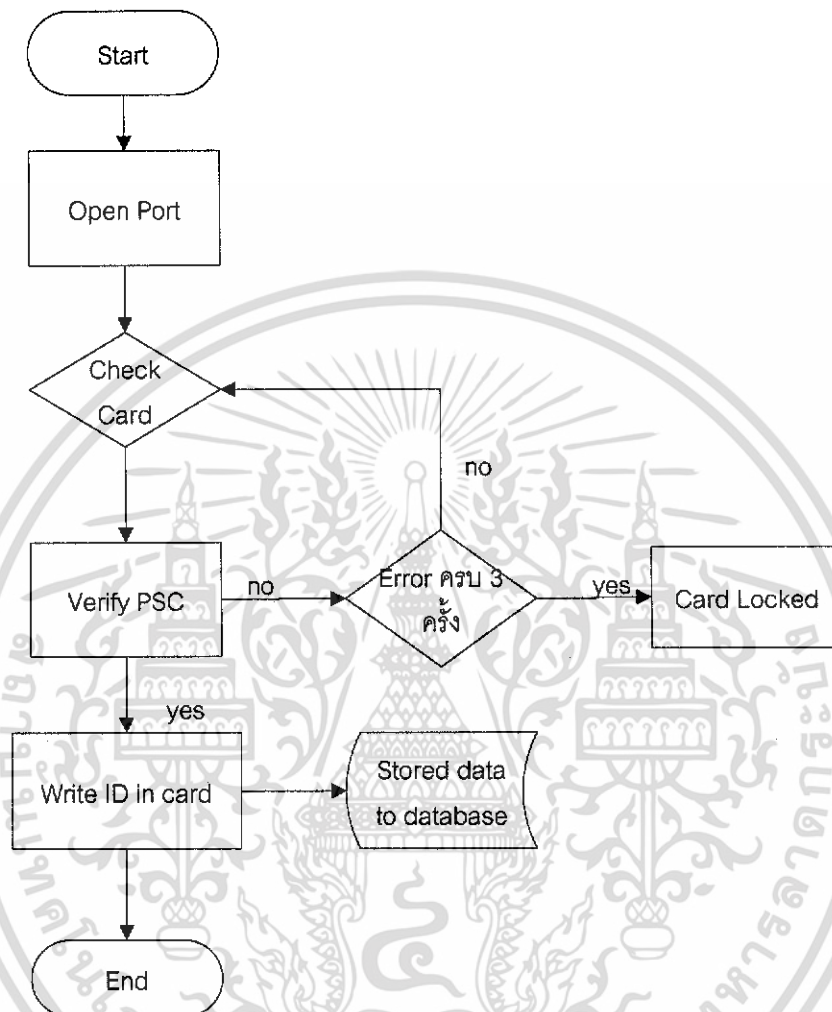 Start
Open Port
Check
Card
no
Verify PSC
no
Error ครบ 3
ครั้ง
yes
Card Locked
yes
Write ID in card
Stored data
to database
End